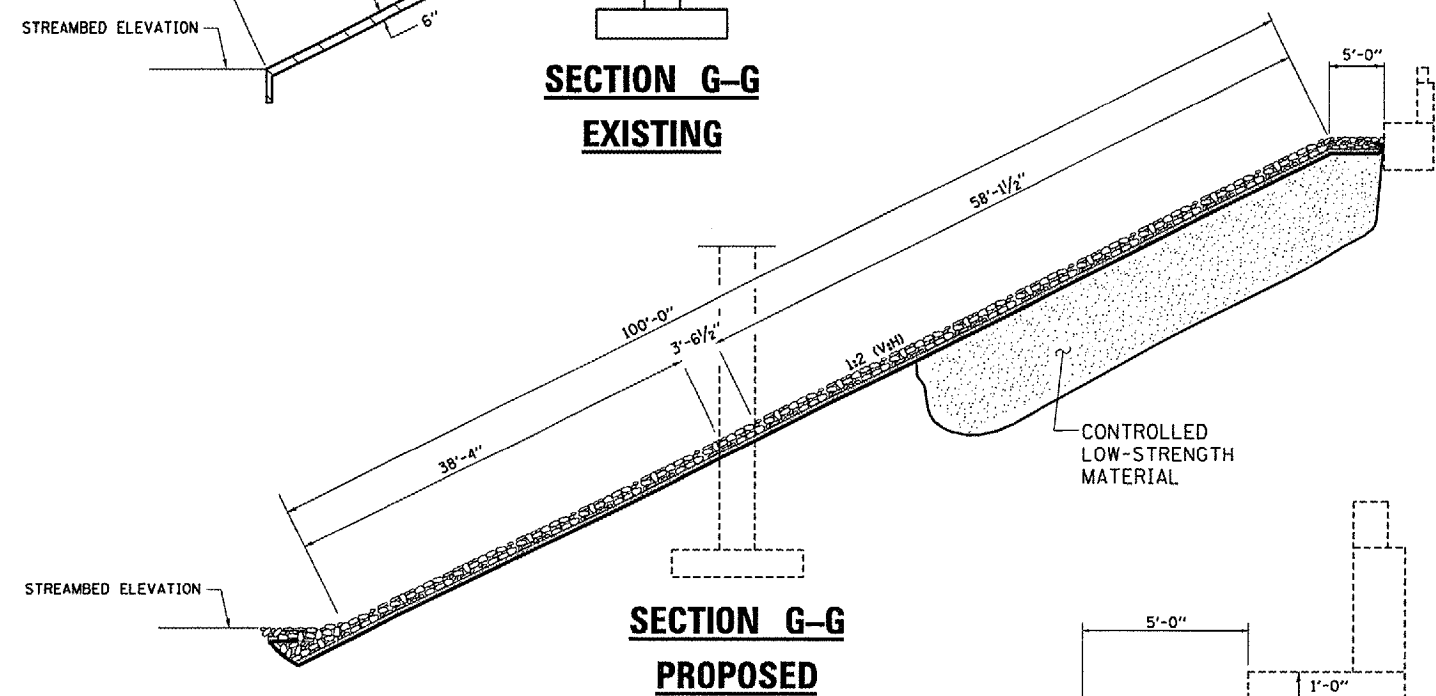 STREAMBED ELEVATION
6"
SECTION G–G
EXISTING
5'-0"
58'-1½"
100'-0"
3'-6½"
1:2 (V:H)
38'-4"
CONTROLLED
LOW-STRENGTH
MATERIAL
STREAMBED ELEVATION
SECTION G–G
PROPOSED
5'-0"
1'-0"